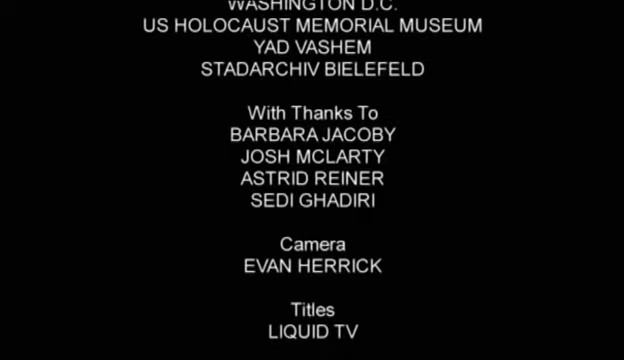 WASHINGTON D.C.
US HOLOCAUST MEMORIAL MUSEUM
YAD VASHEM
STADARCHIV BIELEFELD
With Thanks To
BARBARA JACOBY
JOSH MCLARTY
ASTRID REINER
SEDI GHADIRI
Camera
EVAN HERRICK
Titles
LIQUID TV